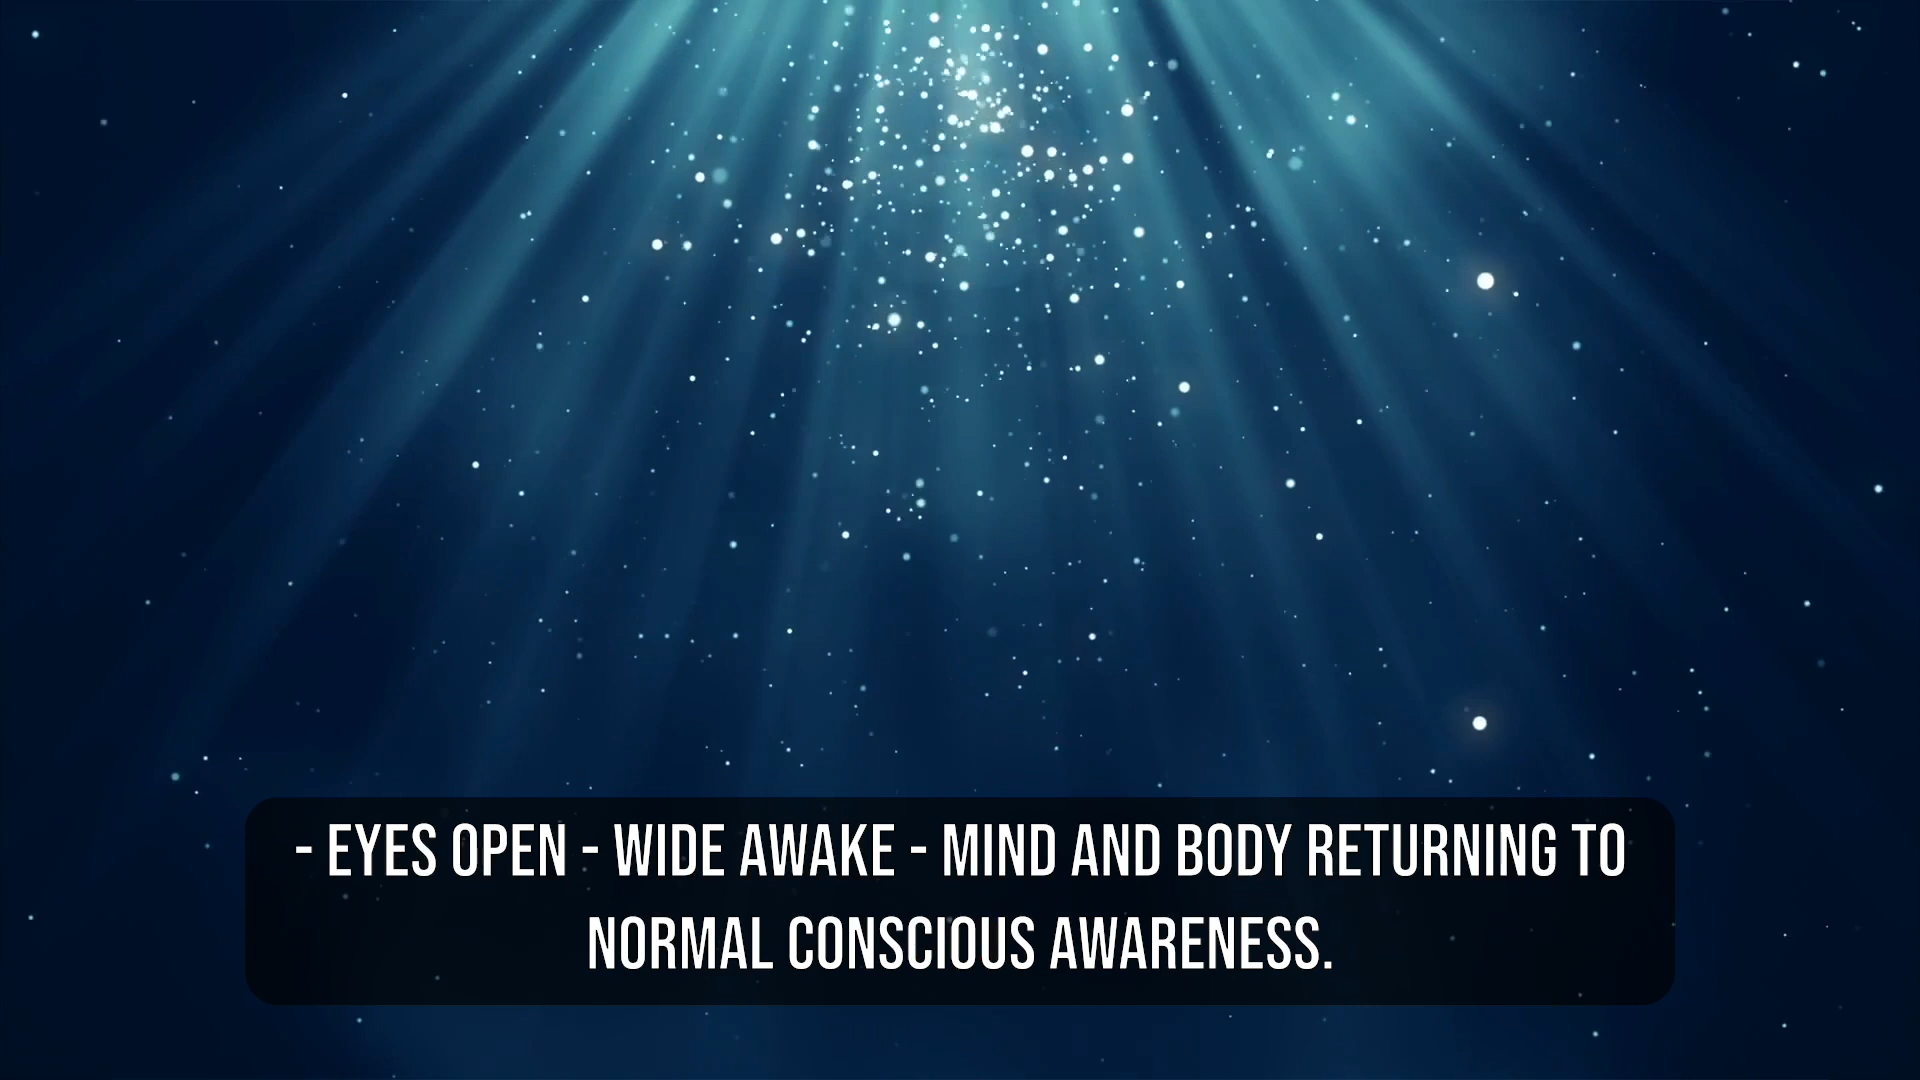 - EYES OPEN - WIDE AWAKE - MIND AND BODY RETURNING TO
NORMAL CONSCIOUS AWARENESS.